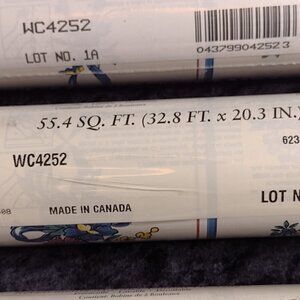 WC4252
LOT NO. 1A
043799042523
55.4 SQ. FT. (32.8 FT. x 20.3 IN.)
623
WC4252
LOT N
MADE IN CANADA